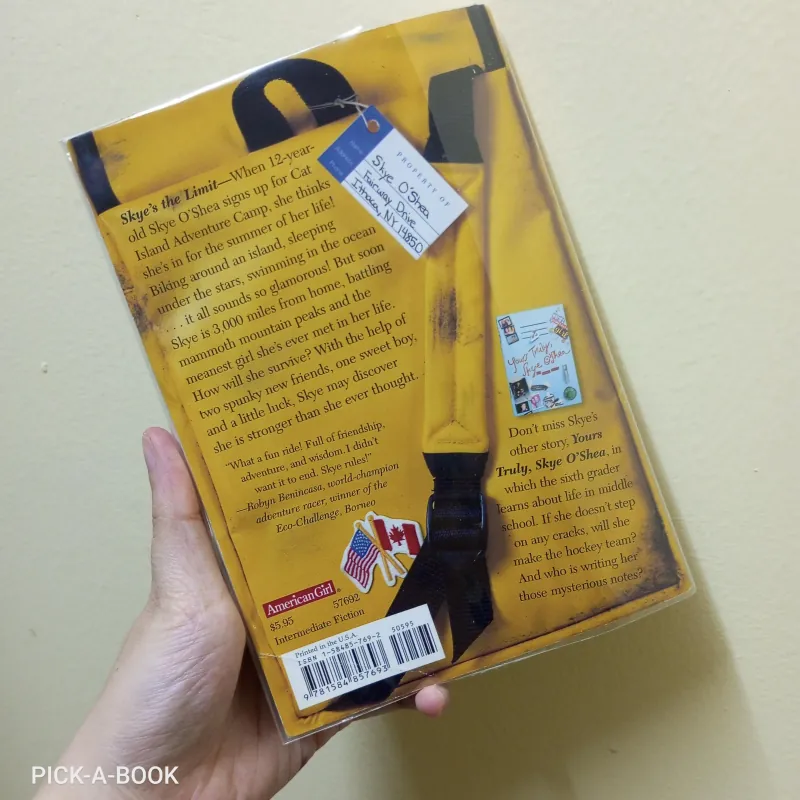 Skye's the Limit—When 12-year-
old Skye O'Shea signs up for Cat
Island Adventure Camp, she thinks
she's in for the summer of her life!
Biking around an island, sleeping
under the stars, swimming in the ocean
. . . it all sounds so glamorous! But soon
Skye is 3,000 miles from home, battling
mammoth mountain peaks and the
meanest girl she's ever met in her life.
How will she survive? With the help of
two spunky new friends, one sweet boy,
and a little luck, Skye may discover
she is stronger than she ever thought.
"What a fun ride! Full of friendship,
adventure, and wisdom. I didn't
want it to end. Skye rules!"
—Robyn Benincasa, world-champion
adventure racer, winner of the
Eco-Challenge, Borneo
PROPERTY OF
Skye O'Shea
Fairway Drive
Ithaca, NY 14850
Yours Truly,
Skye O'Shea
Don't miss Skye's
other story, Yours
Truly, Skye O'Shea, in
which the sixth grader
learns about life in middle
school. If she doesn't step
on any cracks, will she
make the hockey team?
And who is writing her
those mysterious notes?
American Girl®
$5.95 57692
Intermediate Fiction
Printed in the U.S.A.
ISBN 1-58485-769-2 50595
9 781584 857693
PICK-A-BOOK